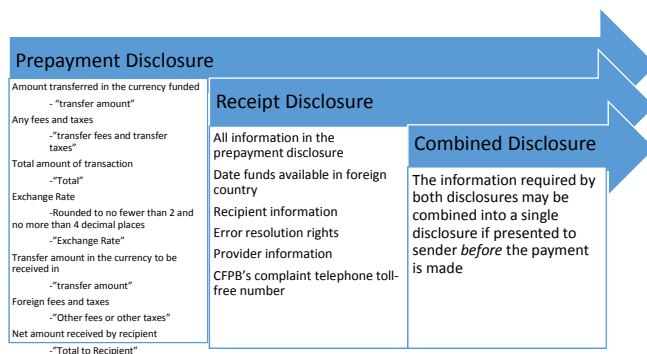 Prepayment Disclosure
Amount transferred in the currency funded
- “transfer amount”
Any fees and taxes
-“transfer fees and transfer
taxes”
Total amount of transaction
-“Total”
Exchange Rate
-Rounded to no fewer than 2 and
no more than 4 decimal places
-“Exchange Rate”
Transfer amount in the currency to be
received in
-“transfer amount”
Foreign fees and taxes
-“Other fees or other taxes”
Net amount received by recipient
-“Total to Recipient”
Receipt Disclosure
All information in the
prepayment disclosure
Date funds available in foreign
country
Recipient information
Error resolution rights
Provider information
CFPB’s complaint telephone toll-
free number
Combined Disclosure
The information required by
both disclosures may be
combined into a single
disclosure if presented to
sender before the payment
is made